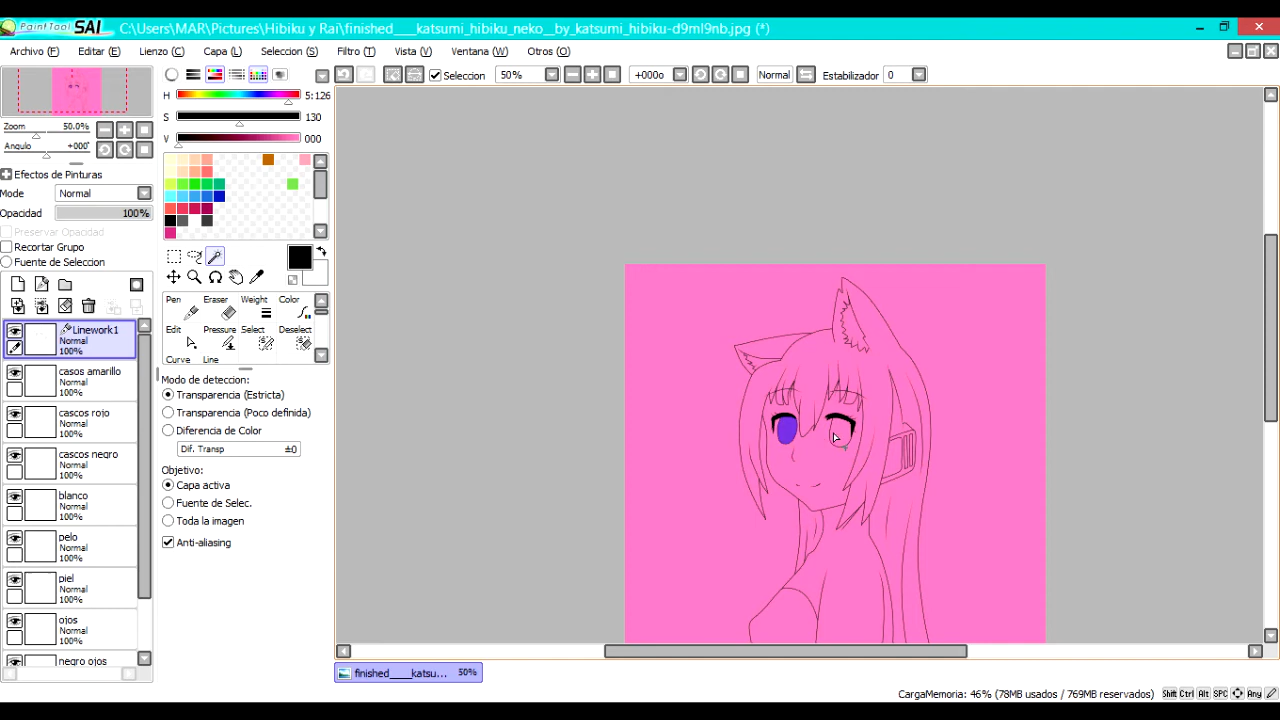 PaintTool SAI C:\Users\MAR\Pictures\Hibiku y Rai\finished___katsumi_hibiku_neko__by_katsumi_hibiku-d9ml9nb.jpg (*)
Archivo (F) Editar (E) Lienzo (C) Capa (L) Seleccion (S) Filtro (T) Vista (V) Ventana (W) Otros (O)
Seleccion 50% +000º Normal Estabilizador 0
Zoom 50.0%
Angulo +000º
Efectos de Pinturas
Mode Normal
Opacidad 100%
Preservar Opacidad
Recortar Grupo
Fuente de Seleccion
Linework1
Normal
100%
casos amarillo
Normal
100%
cascos rojo
Normal
100%
cascos negro
Normal
100%
blanco
Normal
100%
pelo
Normal
100%
piel
Normal
100%
ojos
Normal
100%
negro ojos
H 5:126
S 130
V 000
Pen Eraser Weight Color
Edit Pressure Select Deselect
Curve Line
Modo de deteccion:
Transparencia (Estricta)
Transparencia (Poco definida)
Diferencia de Color
Dif. Transp ±0
Objetivo:
Capa activa
Fuente de Selec.
Toda la imagen
Anti-aliasing
finished____katsu... 50%
CargaMemoria: 46% (78MB usados / 769MB reservados) Shift Ctrl Alt SPC Any